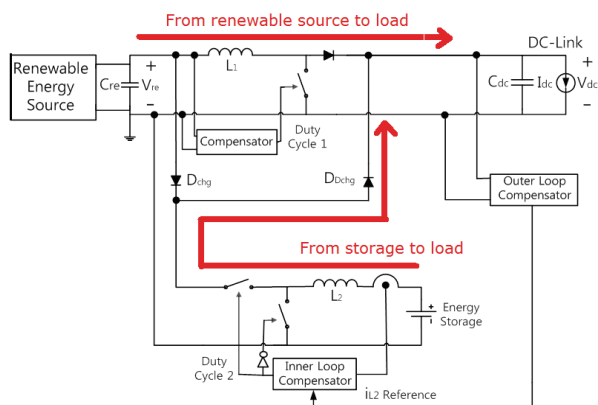 From renewable source to load
DC-Link
Renewable
Energy
Source
+
Cre
Vre
−
L1
Compensator
Duty
Cycle 1
Cdc
Idc
+
Vdc
−
Dchg
DDchg
Outer Loop
Compensator
From storage to load
L2
+
Energy
Storage
Duty
Cycle 2
Inner Loop
Compensator
iL2 Reference